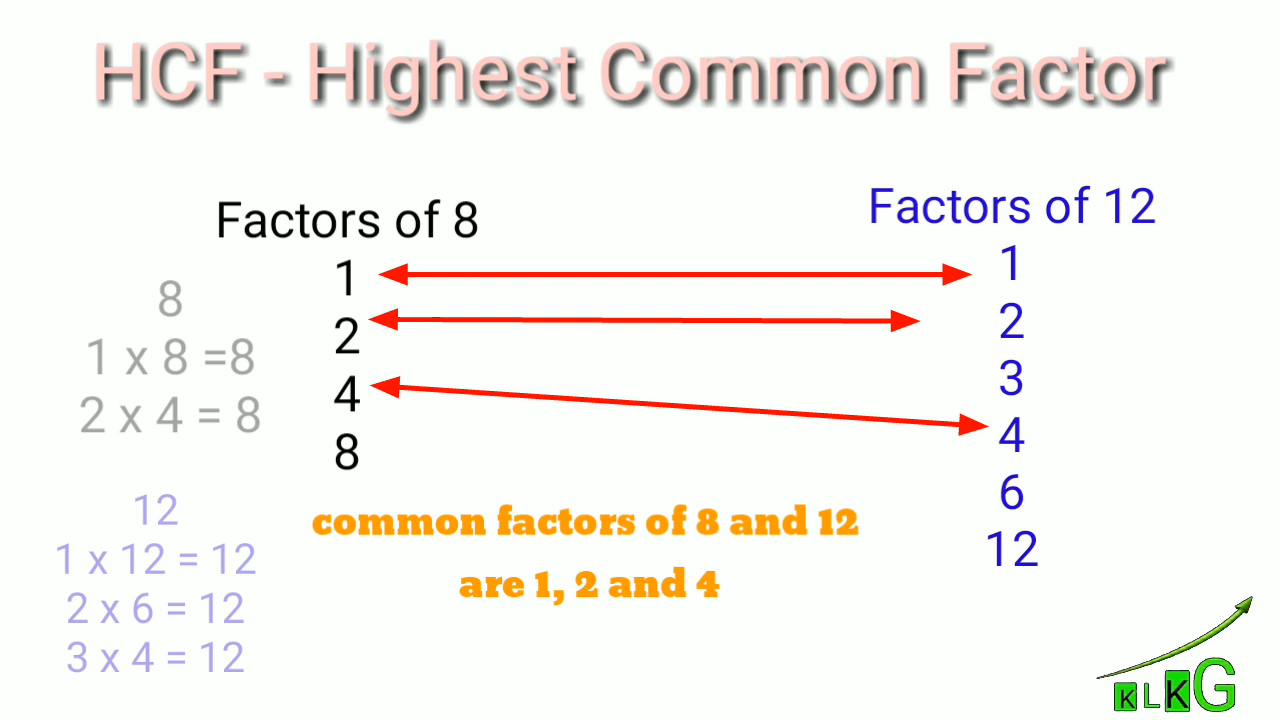 HCF - Highest Common Factor
Factors of 8
1
2
4
8
Factors of 12
1
2
3
4
6
12
8
1 x 8 =8
2 x 4 = 8
12
1 x 12 = 12
2 x 6 = 12
3 x 4 = 12
common factors of 8 and 12
are 1, 2 and 4
KLKG